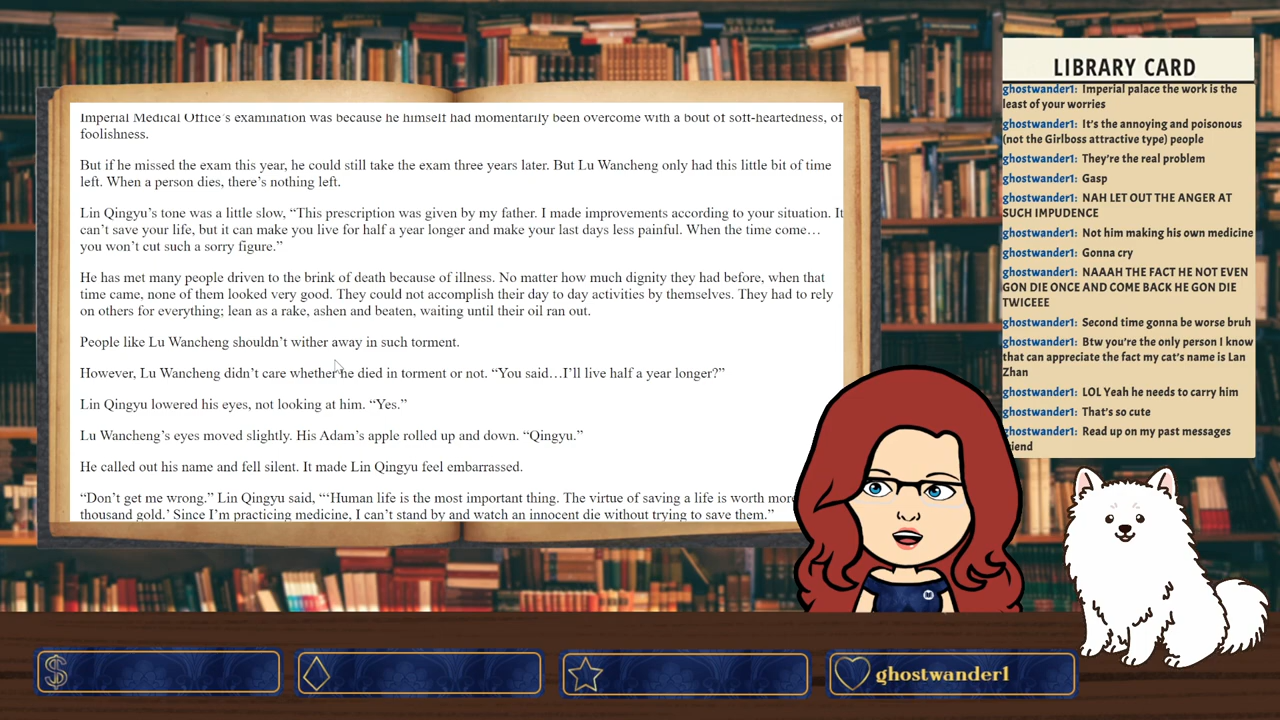 Imperial Medical Office's examination was because he himself had momentarily been overcome with a bout of soft-heartedness, of
foolishness.
But if he missed the exam this year, he could still take the exam three years later. But Lu Wancheng only had this little bit of time
left. When a person dies, there's nothing left.
Lin Qingyu's tone was a little slow, “This prescription was given by my father. I made improvements according to your situation. It
can't save your life, but it can make you live for half a year longer and make your last days less painful. When the time come…
you won't cut such a sorry figure.”
He has met many people driven to the brink of death because of illness. No matter how much dignity they had before, when that
time came, none of them looked very good. They could not accomplish their day to day activities by themselves. They had to rely
on others for everything; lean as a rake, ashen and beaten, waiting until their oil ran out.
People like Lu Wancheng shouldn't wither away in such torment.
However, Lu Wancheng didn't care whether he died in torment or not. “You said…I'll live half a year longer?”
Lin Qingyu lowered his eyes, not looking at him. “Yes.”
Lu Wancheng's eyes moved slightly. His Adam's apple rolled up and down. “Qingyu.”
He called out his name and fell silent. It made Lin Qingyu feel embarrassed.
“Don't get me wrong.” Lin Qingyu said, “‘Human life is the most important thing. The virtue of saving a life is worth more
thousand gold.’ Since I'm practicing medicine, I can't stand by and watch an innocent die without trying to save them.”
LIBRARY CARD
ghostwander1: Imperial palace the work is the
least of your worries
ghostwander1: It's the annoying and poisonous
(not the Girlboss attractive type) people
ghostwander1: They're the real problem
ghostwander1: Gasp
ghostwander1: NAH LET OUT THE ANGER AT
SUCH IMPUDENCE
ghostwander1: Not him making his own medicine
ghostwander1: Gonna cry
ghostwander1: NAAAH THE FACT HE NOT EVEN
GON DIE ONCE AND COME BACK HE GON DIE
TWICEEE
ghostwander1: Second time gonna be worse bruh
ghostwander1: Btw you're the only person I know
that can appreciate the fact my cat's name is Lan
Zhan
ghostwander1: LOL Yeah he needs to carry him
ghostwander1: That's so cute
ghostwander1: Read up on my past messages
friend
ghostwander1